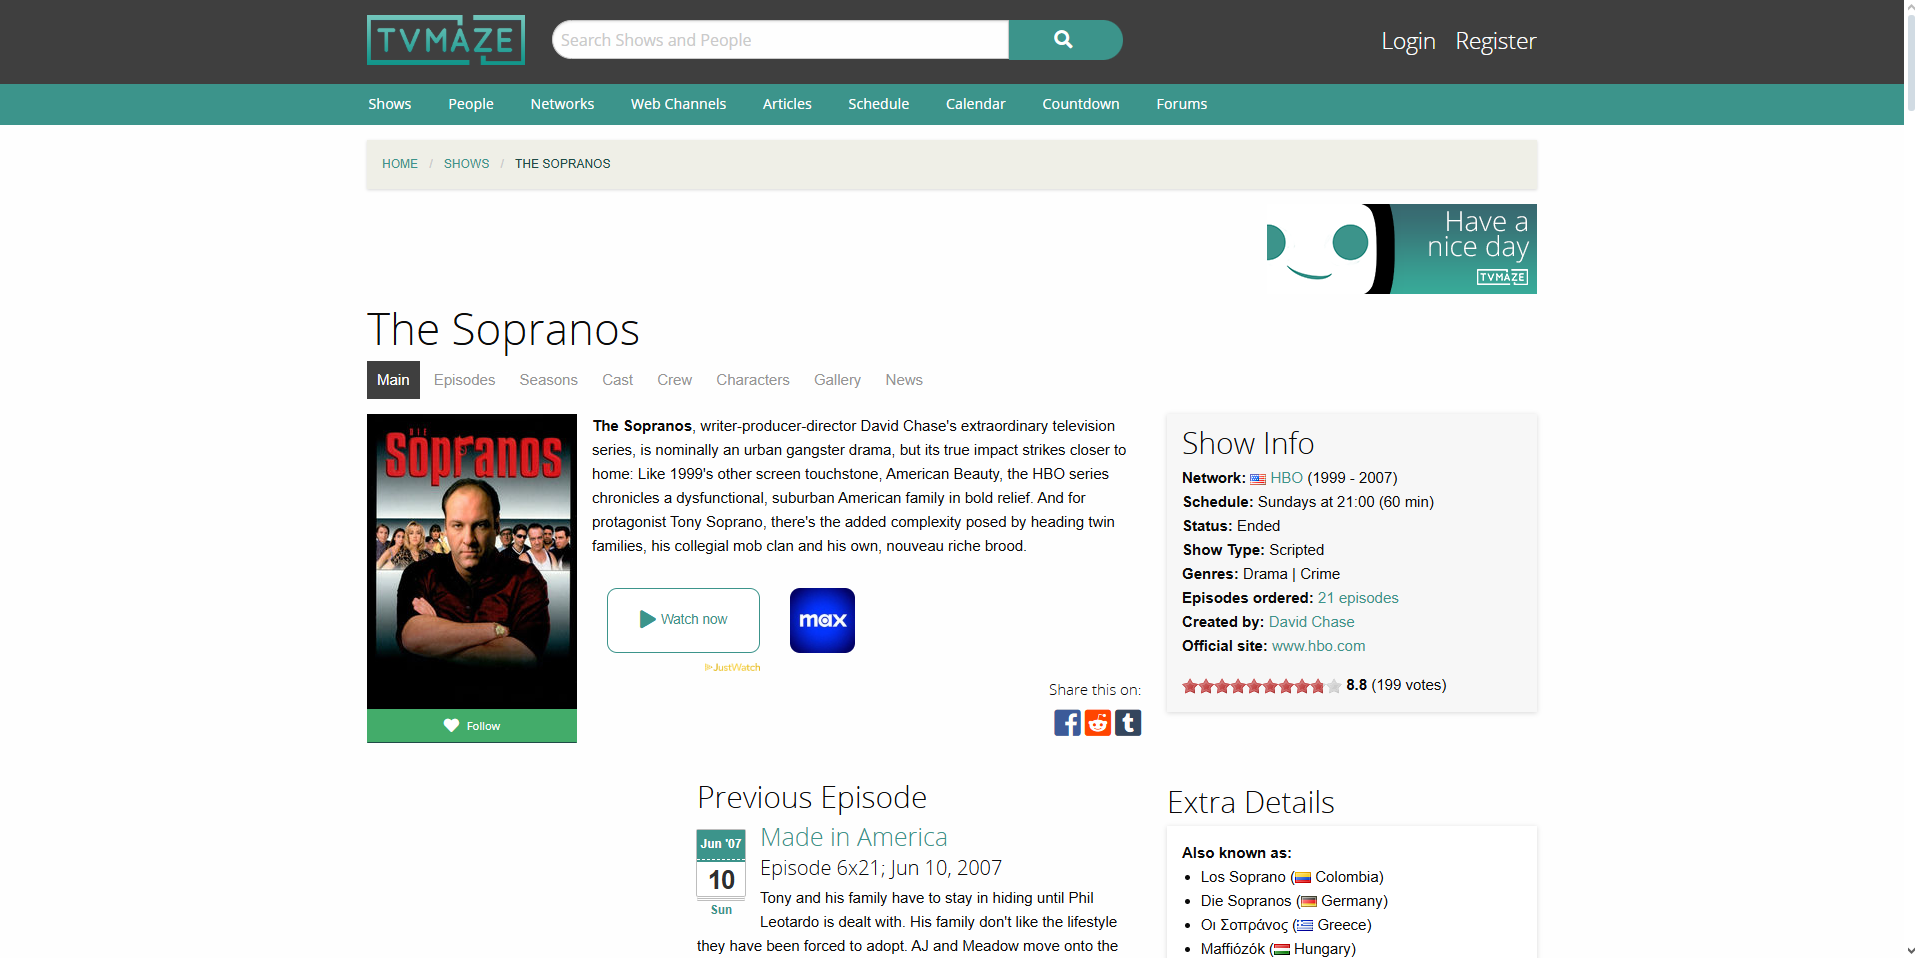 TVMAZE
Search Shows and People
Login Register
Shows People Networks Web Channels Articles Schedule Calendar Countdown Forums
HOME / SHOWS / THE SOPRANOS
Have a
nice day
TVMAZE
The Sopranos
Main Episodes Seasons Cast Crew Characters Gallery News
DIE
Sopranos
Follow
The Sopranos, writer-producer-director David Chase's extraordinary television
series, is nominally an urban gangster drama, but its true impact strikes closer to
home: Like 1999's other screen touchstone, American Beauty, the HBO series
chronicles a dysfunctional, suburban American family in bold relief. And for
protagonist Tony Soprano, there's the added complexity posed by heading twin
families, his collegial mob clan and his own, nouveau riche brood.
Watch now
max
JustWatch
Share this on:
Show Info
Network: HBO (1999 - 2007)
Schedule: Sundays at 21:00 (60 min)
Status: Ended
Show Type: Scripted
Genres: Drama | Crime
Episodes ordered: 21 episodes
Created by: David Chase
Official site: www.hbo.com
8.8 (199 votes)
Previous Episode
Jun '07
10
Sun
Made in America
Episode 6x21; Jun 10, 2007
Tony and his family have to stay in hiding until Phil
Leotardo is dealt with. His family don't like the lifestyle
they have been forced to adopt. AJ and Meadow move onto the
Extra Details
Also known as:
Los Soprano (Colombia)
Die Sopranos (Germany)
Οι Σοπράνος (Greece)
Maffiózók (Hungary)